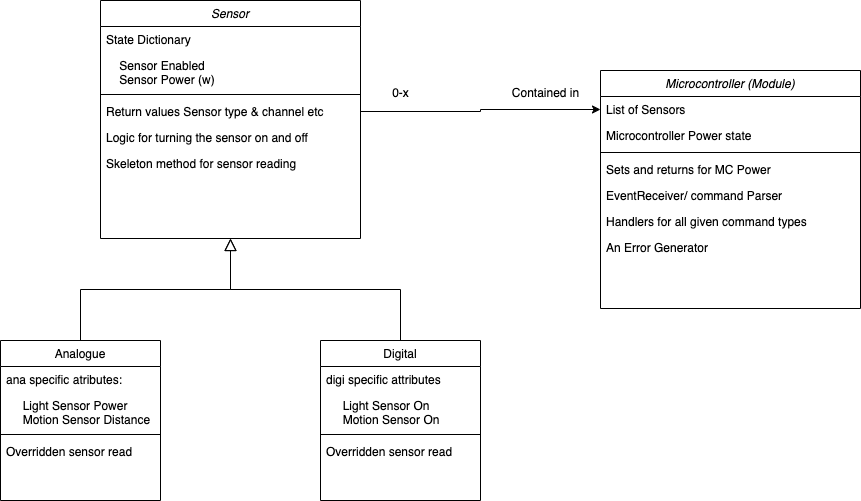 Sensor
State Dictionary
Sensor Enabled
Sensor Power (w)
Return values Sensor type & channel etc
Logic for turning the sensor on and off
Skeleton method for sensor reading
0-x
Contained in
Microcontroller (Module)
List of Sensors
Microcontroller Power state
Sets and returns for MC Power
EventReceiver/ command Parser
Handlers for all given command types
An Error Generator
Analogue
ana specific atributes:
Light Sensor Power
Motion Sensor Distance
Overridden sensor read
Digital
digi specific attributes
Light Sensor On
Motion Sensor On
Overridden sensor read